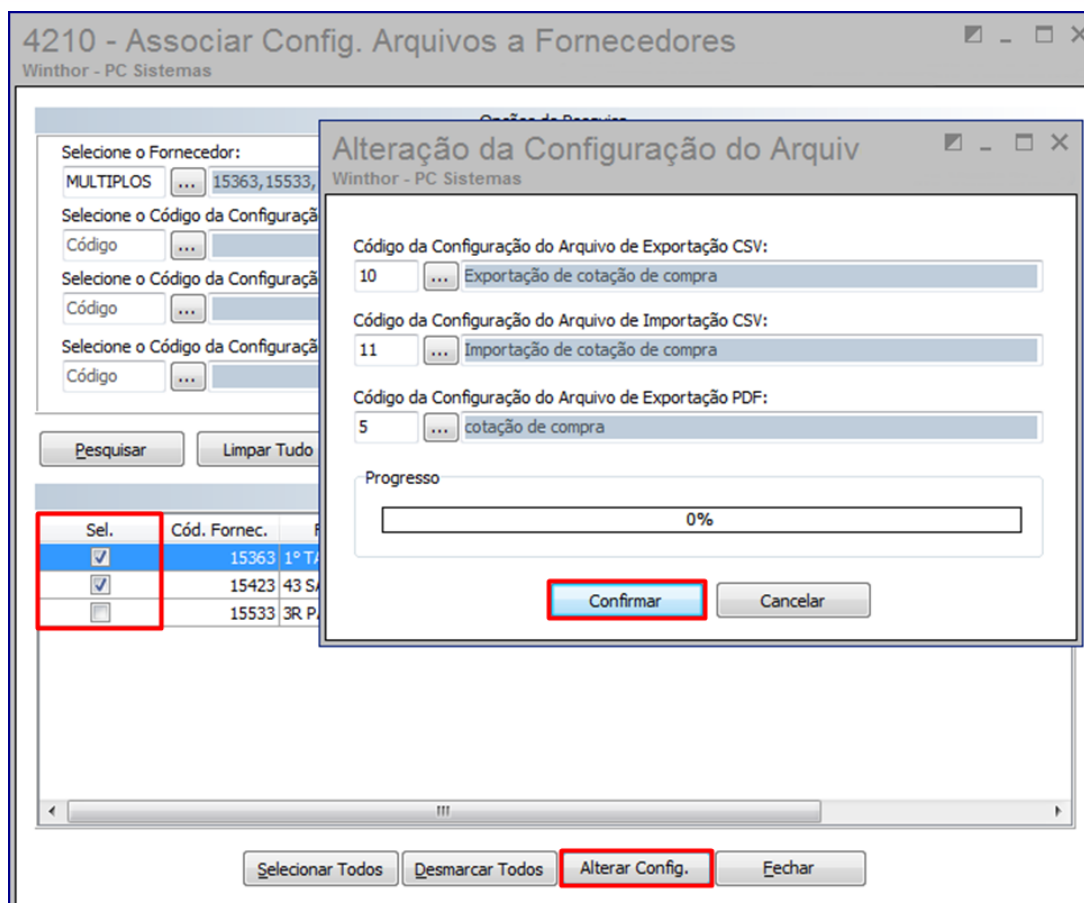 4210 - Associar Config. Arquivos a Fornecedores
Winthor - PC Sistemas
Selecione o Fornecedor:
MULTIPLOS ... 15363,15533,
Selecione o Código da Configuraçã
Código ...
Selecione o Código da Configuraçã
Código ...
Selecione o Código da Configuraçã
Código ...
Pesquisar Limpar Tudo
Sel. Cód. Fornec.
15363 1º TA
15423 43 SA
15533 3R P
Alteração da Configuração do Arquiv
Winthor - PC Sistemas
Código da Configuração do Arquivo de Exportação CSV:
10 ... Exportação de cotação de compra
Código da Configuração do Arquivo de Importação CSV:
11 ... Importação de cotação de compra
Código da Configuração do Arquivo de Exportação PDF:
5 ... cotação de compra
Progresso
0%
Confirmar Cancelar
Selecionar Todos Desmarcar Todos Alterar Config. Fechar